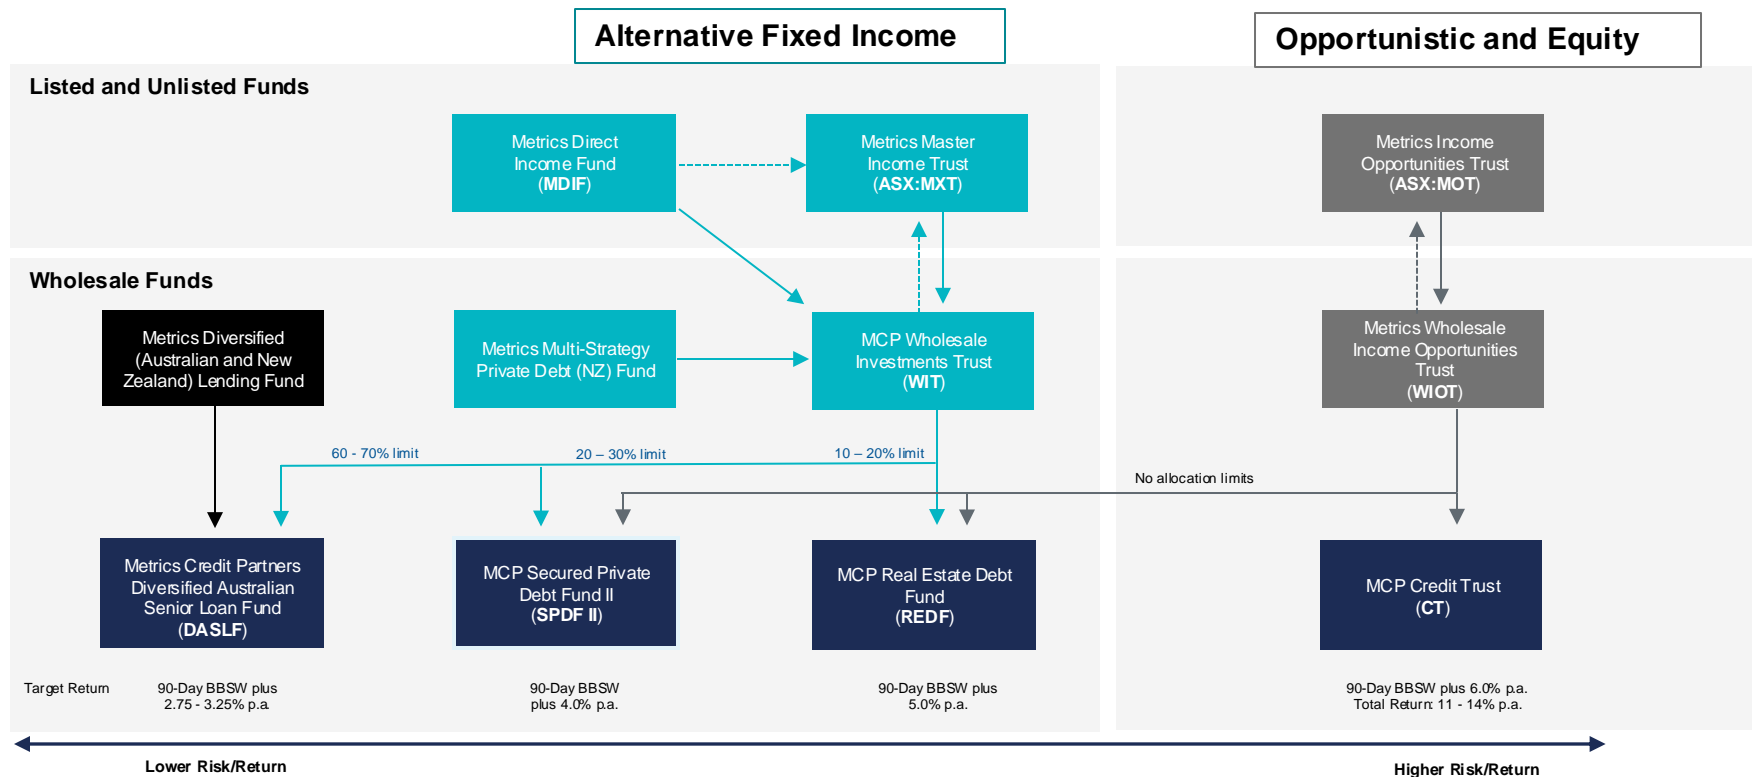 Alternative Fixed Income
Opportunistic and Equity
Listed and Unlisted Funds
Metrics Direct
Income Fund
(MDIF)
Metrics Master
Income Trust
(ASX:MXT)
Metrics Income
Opportunities Trust
(ASX:MOT)
Wholesale Funds
Metrics Diversified
(Australian and New
Zealand) Lending Fund
Metrics Multi-Strategy
Private Debt (NZ) Fund
MCP Wholesale
Investments Trust
(WIT)
Metrics Wholesale
Income Opportunities
Trust
(WIOT)
60 - 70% limit
20 – 30% limit
10 – 20% limit
No allocation limits
Metrics Credit Partners
Diversified Australian
Senior Loan Fund
(DASLF)
MCP Secured Private
Debt Fund II
(SPDF II)
MCP Real Estate Debt
Fund
(REDF)
MCP Credit Trust
(CT)
Target Return
90-Day BBSW plus
2.75 - 3.25% p.a.
90-Day BBSW
plus 4.0% p.a.
90-Day BBSW plus
5.0% p.a.
90-Day BBSW plus 6.0% p.a.
Total Return: 11 - 14% p.a.
Lower Risk/Return
Higher Risk/Return